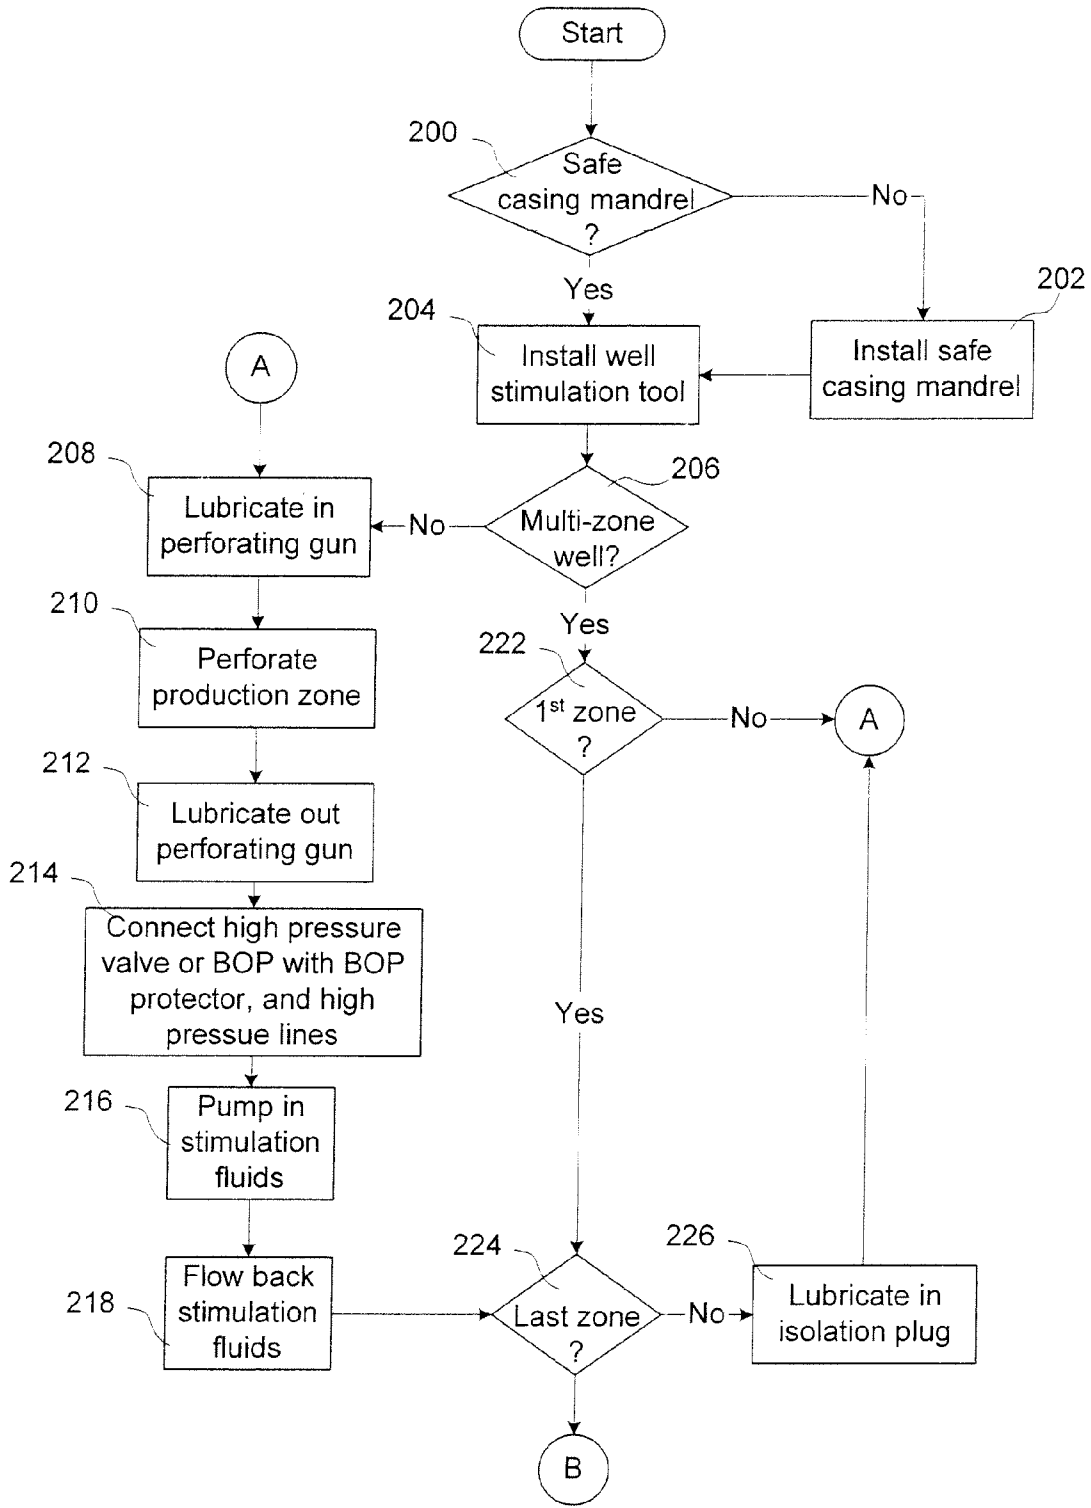 Start
200
Safe
casing mandrel
?
No
Yes
202
204
Install well
stimulation tool
Install safe
casing mandrel
A
206
208
Lubricate in
perforating gun
No
Multi-zone
well?
Yes
210
Perforate
production zone
222
1st zone
?
No
A
212
Lubricate out
perforating gun
214
Connect high pressure
valve or BOP with BOP
protector, and high
pressue lines
Yes
216
Pump in
stimulation
fluids
218
Flow back
stimulation
fluids
224
Last zone
?
No
226
Lubricate in
isolation plug
B